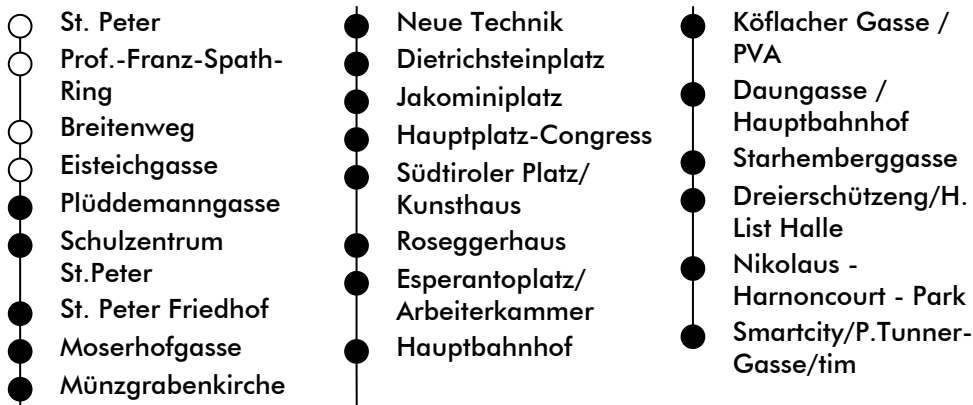 St. Peter
Prof.-Franz-Spath-
Ring
Breitenweg
Eisteichgasse
Plüddemanngasse
Schulzentrum
St.Peter
St. Peter Friedhof
Moserhofgasse
Münzgrabenkirche
Neue Technik
Dietrichsteinplatz
Jakominiplatz
Hauptplatz-Congress
Südtiroler Platz/
Kunsthaus
Roseggerhaus
Esperantoplatz/
Arbeiterkammer
Hauptbahnhof
Köflacher Gasse /
PVA
Daungasse /
Hauptbahnhof
Starhemberggasse
Dreierschützeng/H.
List Halle
Nikolaus -
Harnoncourt - Park
Smartcity/P.Tunner-
Gasse/tim